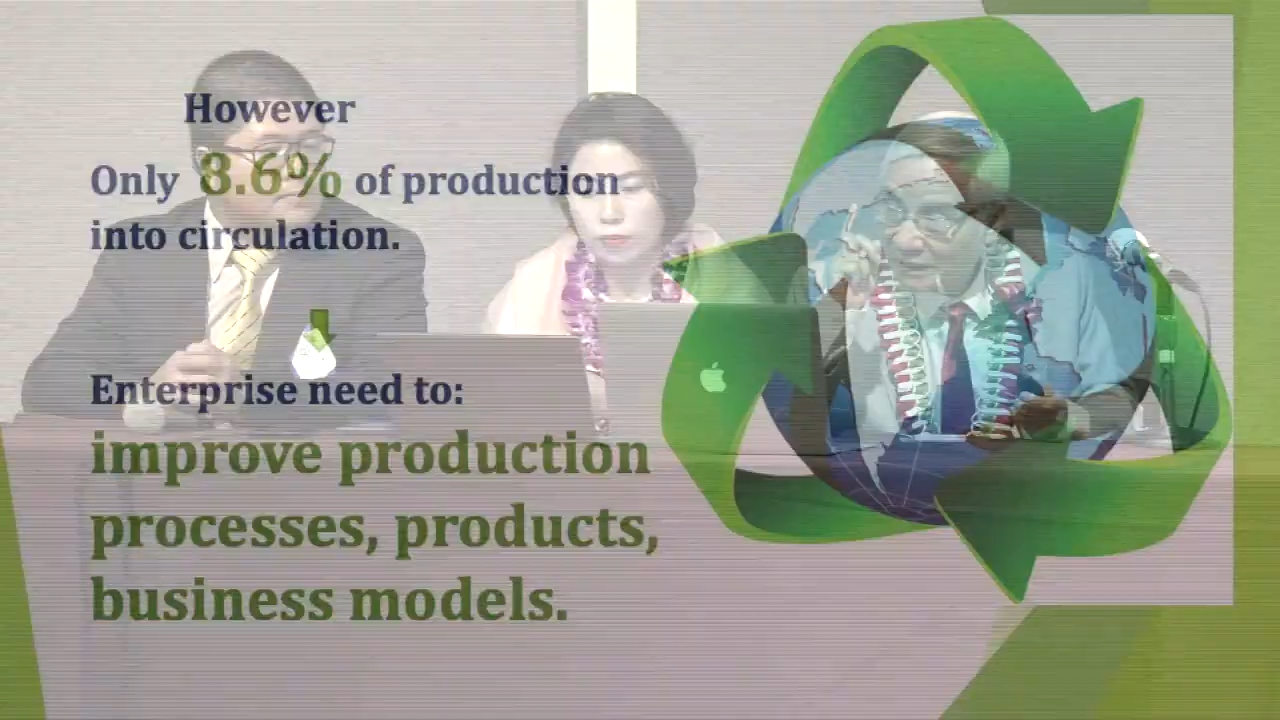 However
Only 8.6% of production
into circulation.
Enterprise need to:
improve production
processes, products,
business models.